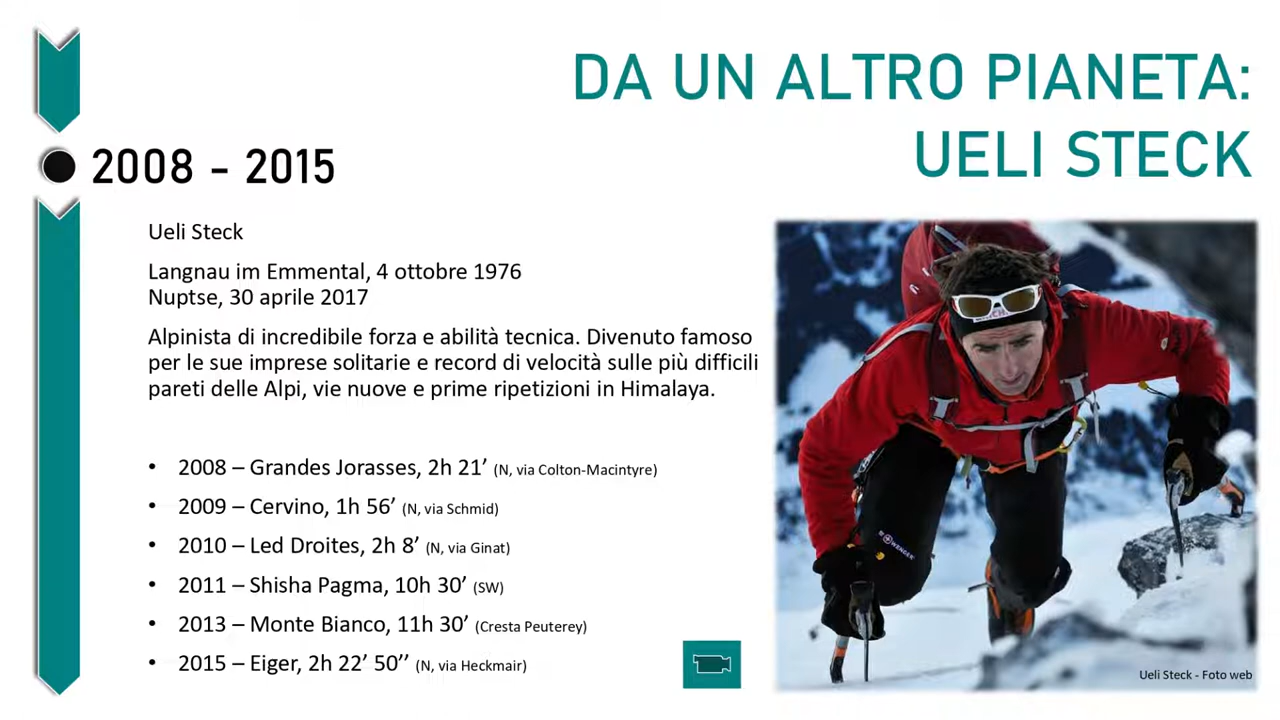 DA UN ALTRO PIANETA:
UELI STECK
2008 - 2015
Ueli Steck
Langnau im Emmental, 4 ottobre 1976
Nuptse, 30 aprile 2017
Alpinista di incredibile forza e abilità tecnica. Divenuto famoso
per le sue imprese solitarie e record di velocità sulle più difficili
pareti delle Alpi, vie nuove e prime ripetizioni in Himalaya.
• 2008 – Grandes Jorasses, 2h 21’ (N, via Colton-Macintyre)
• 2009 – Cervino, 1h 56’ (N, via Schmid)
• 2010 – Led Droites, 2h 8’ (N, via Ginat)
• 2011 – Shisha Pagma, 10h 30’ (SW)
• 2013 – Monte Bianco, 11h 30’ (Cresta Peuterey)
• 2015 – Eiger, 2h 22’ 50’’ (N, via Heckmair)
WENGER
Ueli Steck - Foto web